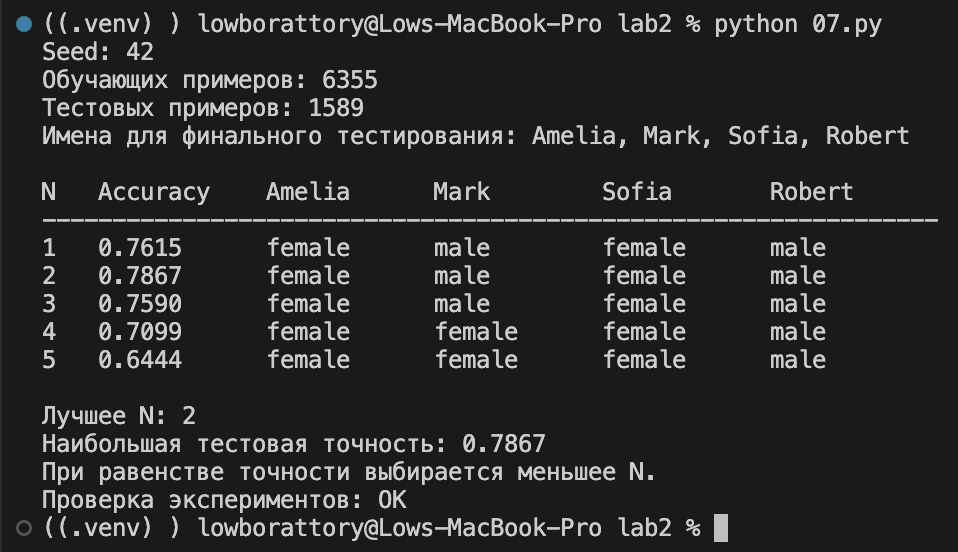 ((.venv) ) lowborattory@Lows-MacBook-Pro lab2 % python 07.py
Seed: 42
Обучающих примеров: 6355
Тестовых примеров: 1589
Имена для финального тестирования: Amelia, Mark, Sofia, Robert
N Accuracy Amelia Mark Sofia Robert
----------------------------------------------------------------
1 0.7615 female male female male
2 0.7867 female male female male
3 0.7590 female male female male
4 0.7099 female female female male
5 0.6444 female female female male
Лучшее N: 2
Наибольшая тестовая точность: 0.7867
При равенстве точности выбирается меньшее N.
Проверка экспериментов: OK
((.venv) ) lowborattory@Lows-MacBook-Pro lab2 %